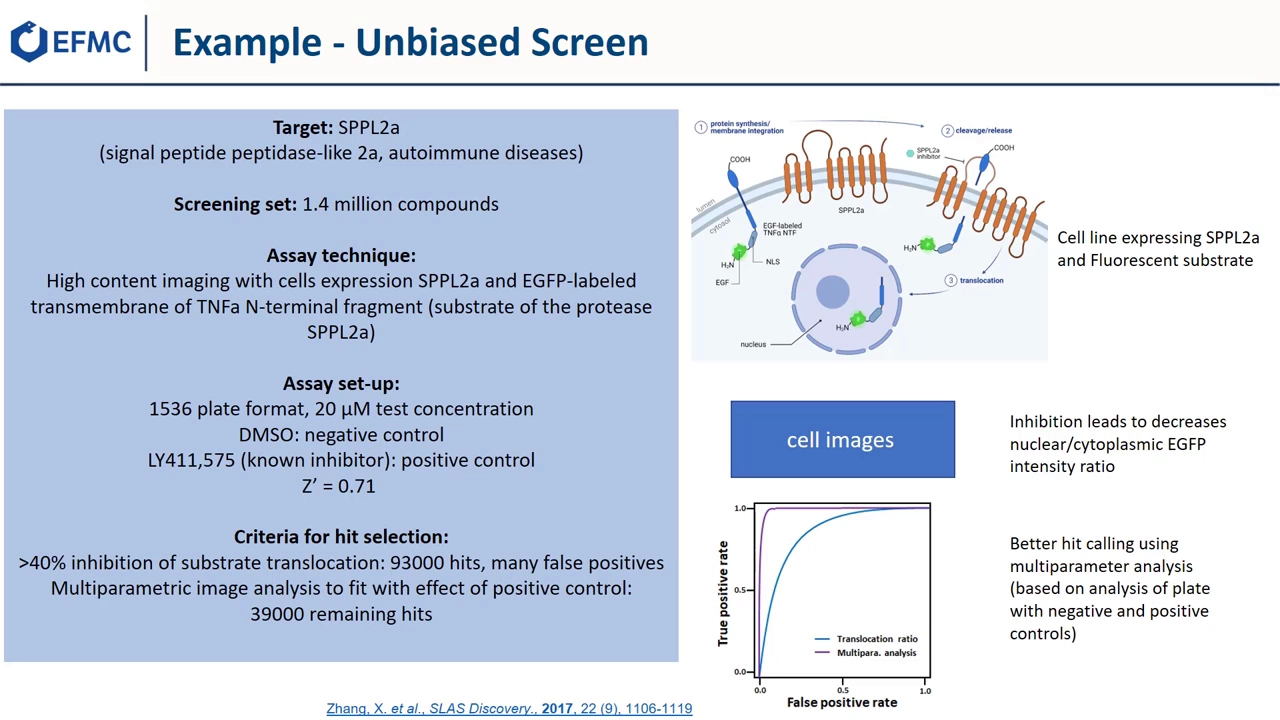 EFMC
Example - Unbiased Screen
Target: SPPL2a
(signal peptide peptidase-like 2a, autoimmune diseases)
Screening set: 1.4 million compounds
Assay technique:
High content imaging with cells expression SPPL2a and EGFP-labeled
transmembrane of TNFa N-terminal fragment (substrate of the protease
SPPL2a)
Assay set-up:
1536 plate format, 20 µM test concentration
DMSO: negative control
LY411,575 (known inhibitor): positive control
Z’ = 0.71
Criteria for hit selection:
>40% inhibition of substrate translocation: 93000 hits, many false positives
Multiparametric image analysis to fit with effect of positive control:
39000 remaining hits
1 protein synthesis/
membrane integration
2 cleavage/release
COOH
SPPL2a
inhibitor
COOH
lumen
cytosol
SPPL2a
EGF-labeled
TNFα NTF
H₂N
NLS
EGF
H₂N
3 translocation
H₂N
nucleus
Cell line expressing SPPL2a
and Fluorescent substrate
cell images
Inhibition leads to decreases
nuclear/cytoplasmic EGFP
intensity ratio
True positive rate
1.0
0.5
0.0
Translocation ratio
Multipara. analysis
0.0 0.5 1.0
False positive rate
Better hit calling using
multiparameter analysis
(based on analysis of plate
with negative and positive
controls)
Zhang, X. et al., SLAS Discovery., 2017, 22 (9), 1106-1119